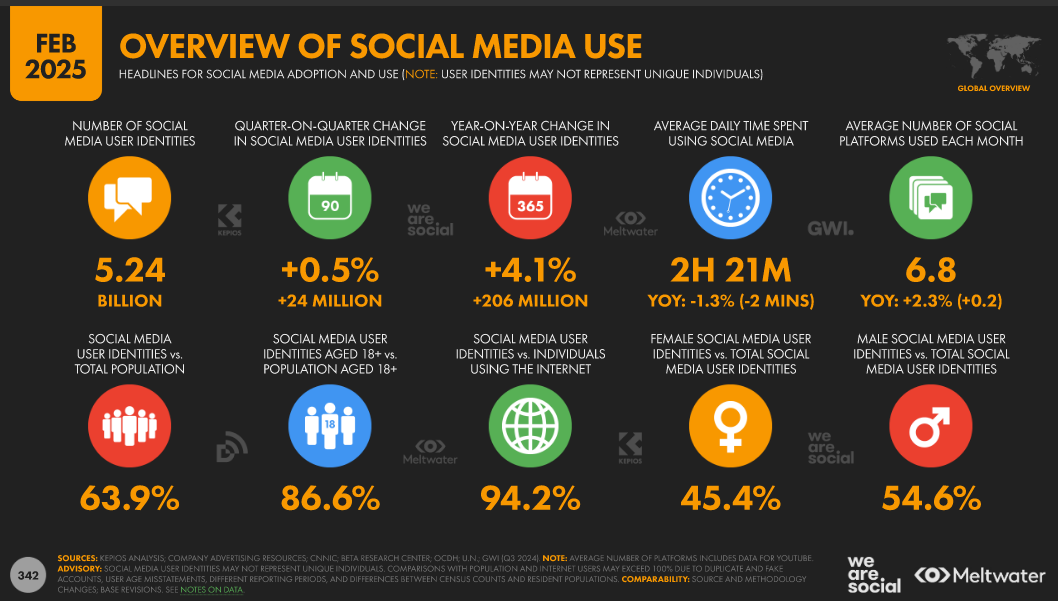 FEB
2025
OVERVIEW OF SOCIAL MEDIA USE
HEADLINES FOR SOCIAL MEDIA ADOPTION AND USE (NOTE: USER IDENTITIES MAY NOT REPRESENT UNIQUE INDIVIDUALS)
GLOBAL OVERVIEW
NUMBER OF SOCIAL
MEDIA USER IDENTITIES
5.24
BILLION
QUARTER-ON-QUARTER CHANGE
IN SOCIAL MEDIA USER IDENTITIES
90
+0.5%
+24 MILLION
YEAR-ON-YEAR CHANGE IN
SOCIAL MEDIA USER IDENTITIES
365
+4.1%
+206 MILLION
AVERAGE DAILY TIME SPENT
USING SOCIAL MEDIA
2H 21M
YOY: -1.3% (-2 MINS)
AVERAGE NUMBER OF SOCIAL
PLATFORMS USED EACH MONTH
6.8
YOY: +2.3% (+0.2)
KEPIOS
we
are
social
Meltwater
GWI.
SOCIAL MEDIA
USER IDENTITIES vs.
TOTAL POPULATION
63.9%
SOCIAL MEDIA USER
IDENTITIES AGED 18+ vs.
POPULATION AGED 18+
18
86.6%
SOCIAL MEDIA USER
IDENTITIES vs. INDIVIDUALS
USING THE INTERNET
94.2%
FEMALE SOCIAL MEDIA USER
IDENTITIES vs. TOTAL SOCIAL
MEDIA USER IDENTITIES
45.4%
MALE SOCIAL MEDIA USER
IDENTITIES vs. TOTAL SOCIAL
MEDIA USER IDENTITIES
54.6%
Meltwater
KEPIOS
we
are
social
342
SOURCES: KEPIOS ANALYSIS; COMPANY ADVERTISING RESOURCES; CNNIC; BETA RESEARCH CENTER; OCDH; U.N.; GWI (Q3 2024). NOTE: AVERAGE NUMBER OF PLATFORMS INCLUDES DATA FOR YOUTUBE.
ADVISORY: SOCIAL MEDIA USER IDENTITIES MAY NOT REPRESENT UNIQUE INDIVIDUALS. COMPARISONS WITH POPULATION AND INTERNET USERS MAY EXCEED 100% DUE TO DUPLICATE AND FAKE
ACCOUNTS, USER AGE MISSTATEMENTS, DIFFERENT REPORTING PERIODS, AND DIFFERENCES BETWEEN CENSUS COUNTS AND RESIDENT POPULATIONS. COMPARABILITY: SOURCE AND METHODOLOGY
CHANGES; BASE REVISIONS. SEE NOTES ON DATA.
we
are
social
Meltwater